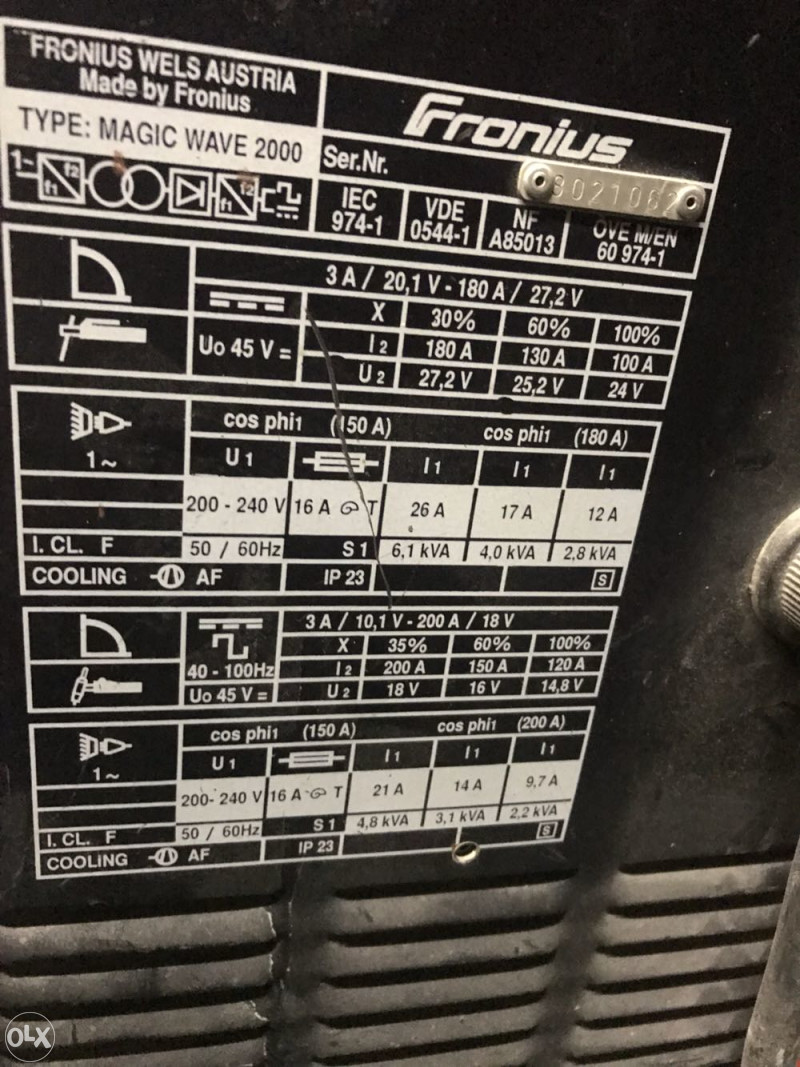 FRONIUS WELS AUSTRIA
Made by Fronius
Fronius
TYPE: MAGIC WAVE 2000
Ser.Nr.
8021062
1~ f1 f2 f1 f2
IEC 974-1
VDE 0544-1
NF A85013
OVE M/EN 60 974-1
3 A / 20,1 V - 180 A / 27,2 V
X 30% 60% 100%
Uo 45 V =
I2 180 A 130 A 100 A
U2 27,2 V 25,2 V 24 V
cos phi1 (150 A) cos phi1 (180 A)
1~ U1 I1 I1 I1
200 - 240 V 16 A T 26 A 17 A 12 A
I. CL. F 50 / 60Hz S1 6,1 kVA 4,0 kVA 2,8 kVA
COOLING AF IP 23 S
3 A / 10,1 V - 200 A / 18 V
X 35% 60% 100%
40 - 100Hz I2 200 A 150 A 120 A
Uo 45 V = U2 18 V 16 V 14,8 V
cos phi1 (150 A) cos phi1 (200 A)
1~ U1 I1 I1 I1
200- 240 V 16 A T 21 A 14 A 9,7 A
I. CL. F 50 / 60Hz S1 4,8 kVA 3,1 kVA 2,2 kVA
COOLING AF IP 23 S
OLX